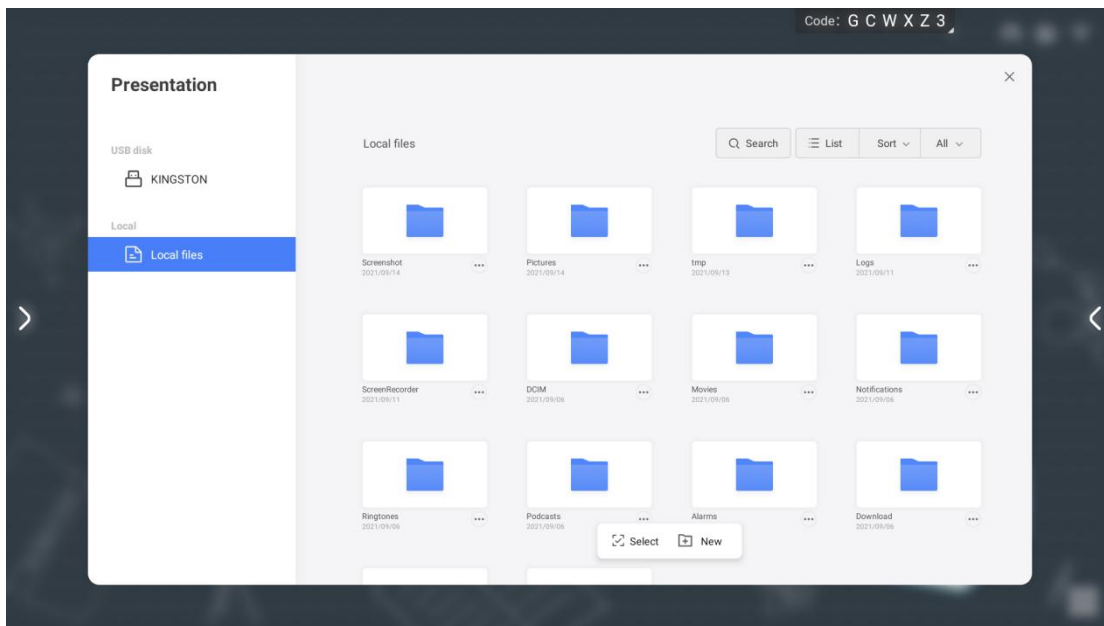 Code: G C W X Z 3
Presentation
USB disk
KINGSTON
Local
Local files
Local files
Search
List
Sort
All
Screenshot
2021/09/14
Pictures
2021/09/14
tmp
2021/09/13
Logs
2021/09/11
ScreenRecorder
2021/09/11
DCIM
2021/09/06
Movies
2021/09/06
Notifications
2021/09/06
Ringtones
2021/09/06
Podcasts
2021/09/06
Alarms
Download
2021/09/06
Select
New